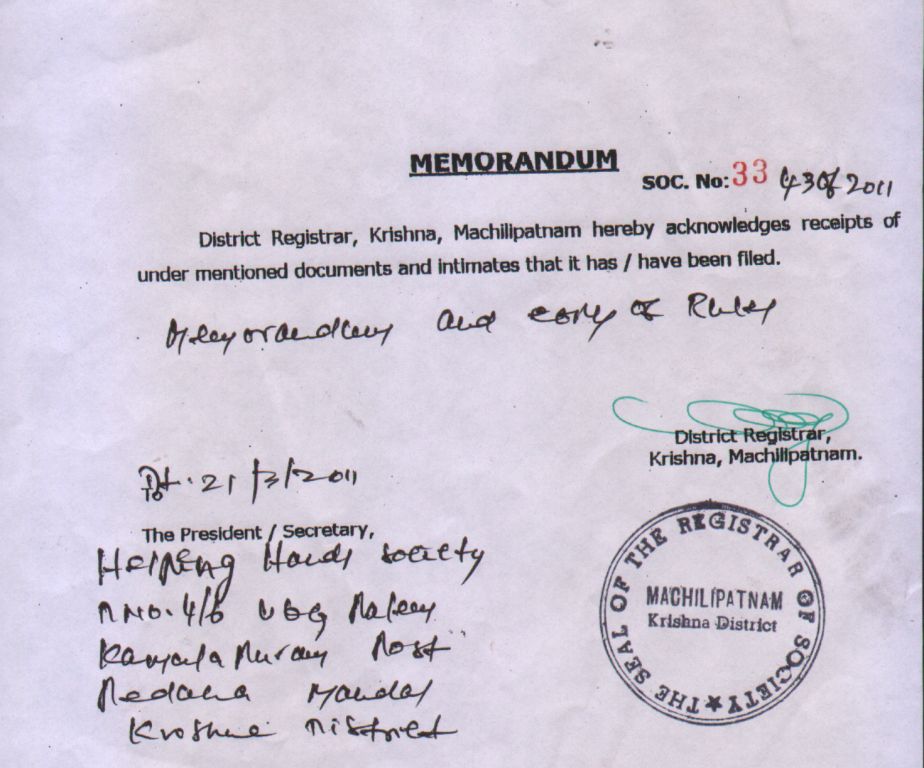 MEMORANDUM
SOC. No: 33 43 of 2011
District Registrar, Krishna, Machilipatnam hereby acknowledges receipts of
under mentioned documents and intimates that it has / have been filed.
Memorandum and copy of Rules
District Registrar,
Krishna, Machilipatnam.
Dt. 21/3/2011
To
The President / Secretary,
Helping Hands Society
4/6
Post
Pedana Mandal
Krishna District
THE SEAL OF THE REGISTRAR OF SOCIETY ★
MACHILIPATNAM
Krishna District